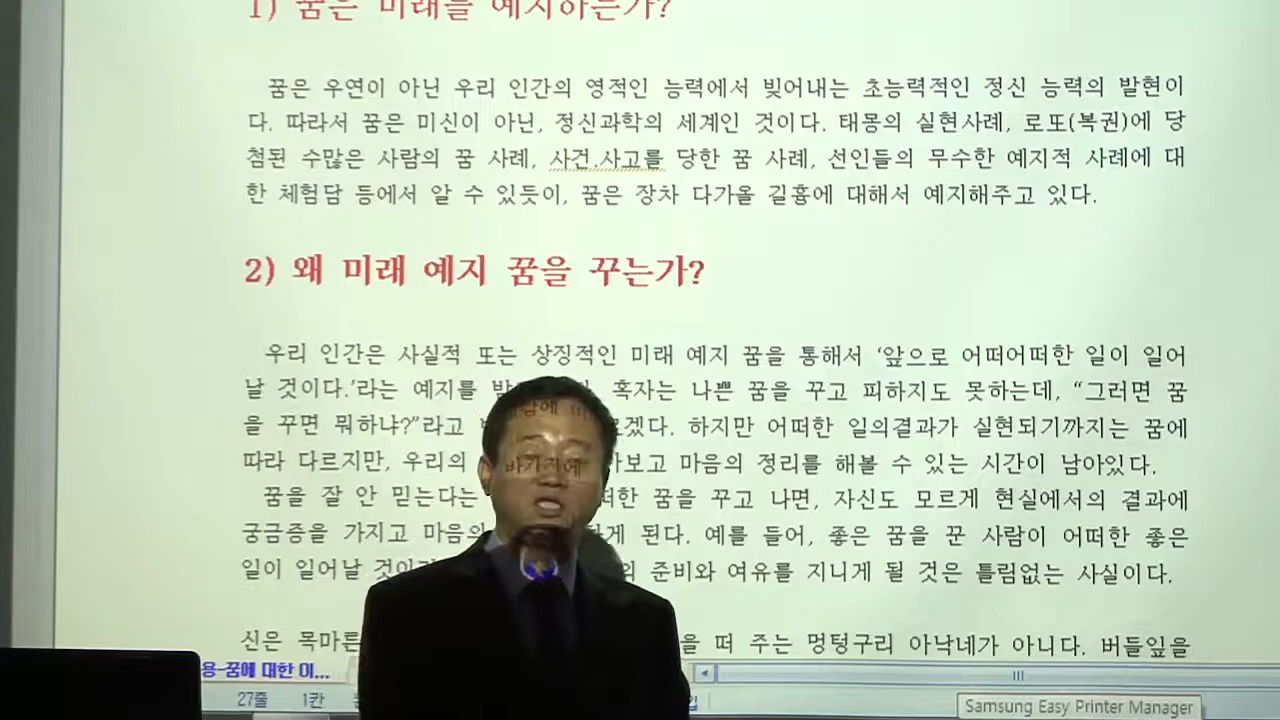 1) 꿈은 미래를 예지하는가?
꿈은 우연이 아닌 우리 인간의 영적인 능력에서 빚어내는 초능력적인 정신 능력의 발현이
다. 따라서 꿈은 미신이 아닌, 정신과학의 세계인 것이다. 태몽의 실현사례, 로또(복권)에 당
첨된 수많은 사람의 꿈 사례, 사건.사고를 당한 꿈 사례, 선인들의 무수한 예지적 사례에 대
한 체험담 등에서 알 수 있듯이, 꿈은 장차 다가올 길흉에 대해서 예지해주고 있다.
2) 왜 미래 예지 꿈을 꾸는가?
우리 인간은 사실적 또는 상징적인 미래 예지 꿈을 통해서 ‘앞으로 어떠어떠한 일이 일어
날 것이다.’라는 예지를 혹자는 나쁜 꿈을 꾸고 피하지도 못하는데, “그러면 꿈
을 꾸면 뭐하냐?”라고 하지만 어떠한 일의결과가 실현되기까지는 꿈에
따라 다르지만, 우리의 마음의 정리를 해볼 수 있는 시간이 남아있다.
꿈을 잘 안 믿는다는 꿈을 꾸고 나면, 자신도 모르게 현실에서의 결과에
궁금증을 가지고 된다. 예를 들어, 좋은 꿈을 꾼 사람이 어떠한 좋은
일이 일어날 준비와 여유를 지니게 될 것은 틀림없는 사실이다.
신은 떠 주는 멍텅구리 아낙네가 아니다. 버들잎을
용-꿈에 대한 이...
27줄 1칸
Samsung Easy Printer Manager